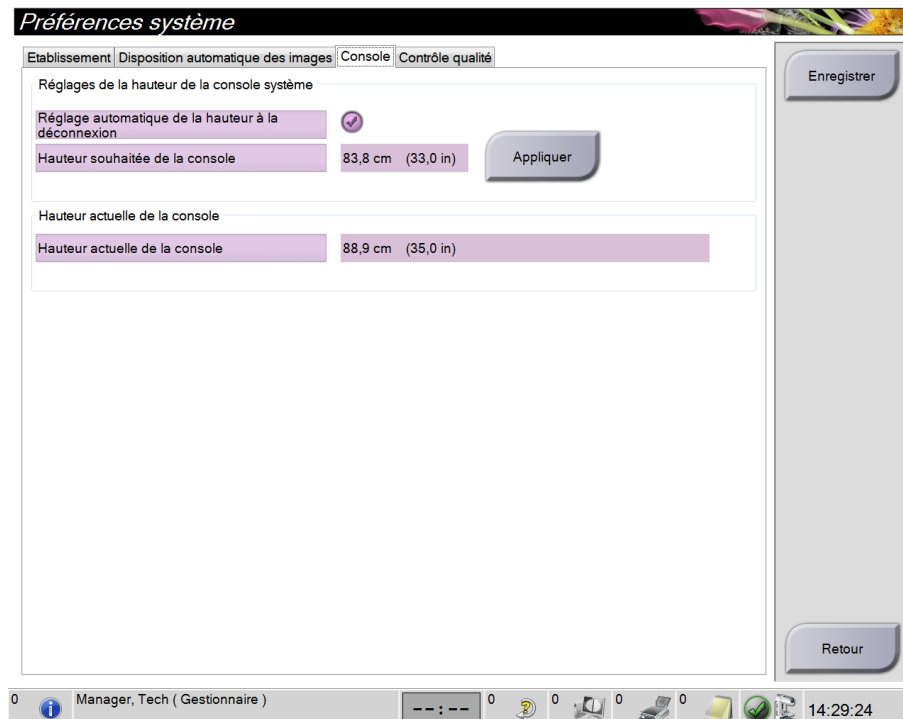 Préférences système
Etablissement Disposition automatique des images Console Contrôle qualité
Enregistrer
Réglages de la hauteur de la console système
Réglage automatique de la hauteur à la
déconnexion
Hauteur souhaitée de la console 83,8 cm (33,0 in) Appliquer
Hauteur actuelle de la console
Hauteur actuelle de la console 88,9 cm (35,0 in)
Retour
0 Manager, Tech ( Gestionnaire ) --:-- 0 0 0 0 14:29:24